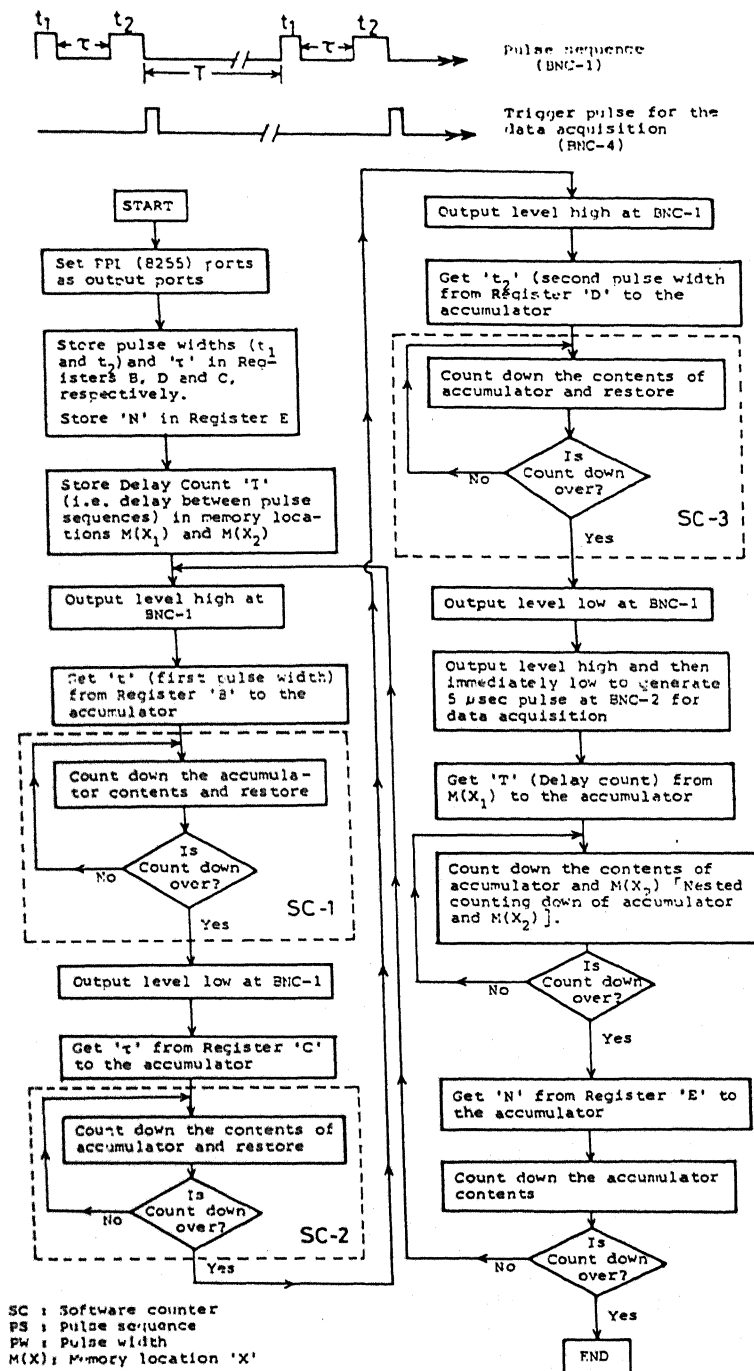 t1 τ t2 t1 τ t2
T
Pulse sequence
(BNC-1)
Trigger pulse for the
data acquisition
(BNC-4)
START
Set PPI (8255) ports
as output ports
Store pulse widths (t1
and t2) and 'τ' in Reg-
isters B, D and C,
respectively.
Store 'N' in Register E
Store Delay Count 'T'
(i.e. delay between pulse
sequences) in memory loca-
tions M(X1) and M(X2)
Output level high at
BNC-1
Get 't' (first pulse width)
from Register 'B' to the
accumulator
Count down the accumula-
tor contents and restore
Is
Count down
over?
No
Yes
SC-1
Output level low at BNC-1
Get 'τ' from Register 'C'
to the accumulator
Count down the contents of
accumulator and restore
Is
Count down
over?
No
Yes
SC-2
Output level high at BNC-1
Get 't2' (second pulse width
from Register 'D' to the
accumulator
Count down the contents of
accumulator and restore
Is
Count down
over?
No
Yes
SC-3
Output level low at BNC-1
Output level high and then
immediately low to generate
5 µsec pulse at BNC-2 for
data acquisition
Get 'T' (Delay count) from
M(X1) to the accumulator
Count down the contents of
accumulator and M(X2) [Nested
counting down of accumulator
and M(X2)].
Is
Count down
over?
No
Yes
Get 'N' from Register 'E' to
the accumulator
Count down the accumulator
contents
Is
Count down
over?
No
Yes
END
SC : Software counter
PS : Pulse sequence
PW : Pulse width
M(X): Memory location 'X'